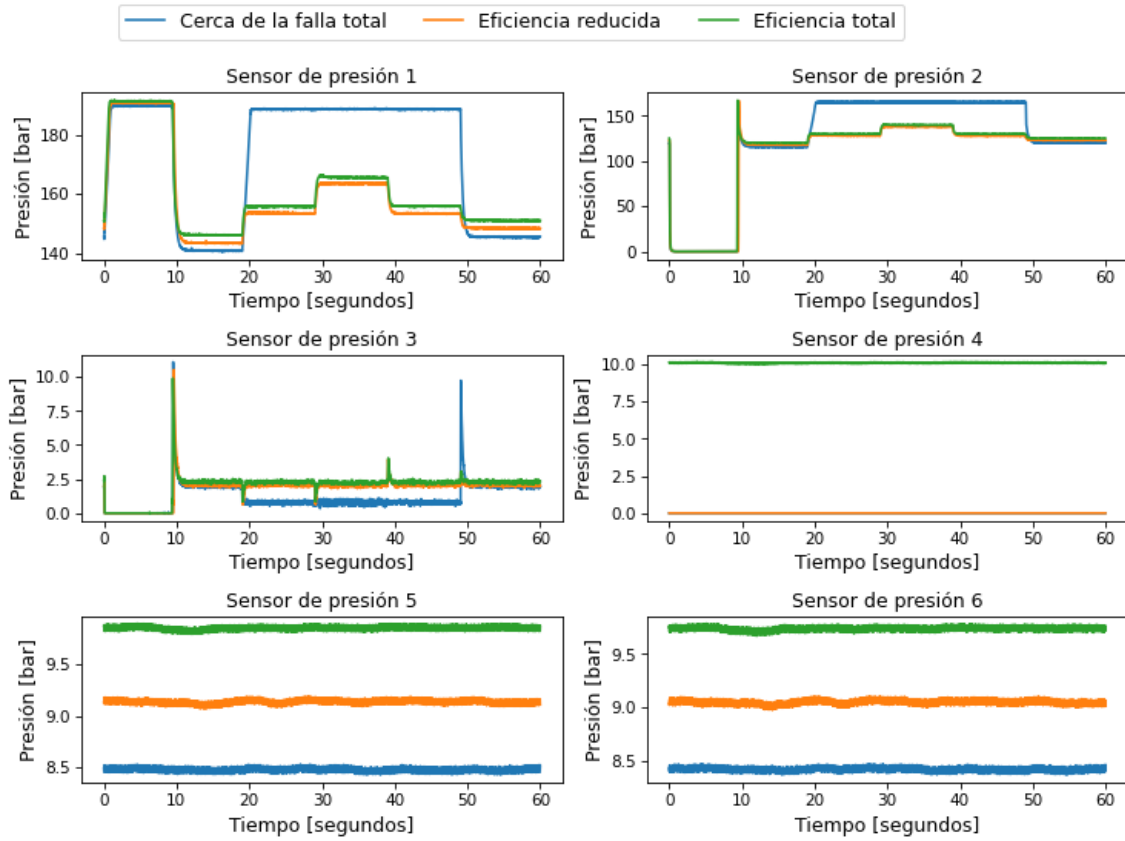 Cerca de la falla total Eficiencia reducida Eficiencia total
Sensor de presión 1
Presión [bar]
180
160
140
0 10 20 30 40 50 60
Tiempo [segundos]
Sensor de presión 2
Presión [bar]
150
100
50
0
0 10 20 30 40 50 60
Tiempo [segundos]
Sensor de presión 3
Presión [bar]
10.0
7.5
5.0
2.5
0.0
0 10 20 30 40 50 60
Tiempo [segundos]
Sensor de presión 4
Presión [bar]
10.0
7.5
5.0
2.5
0.0
0 10 20 30 40 50 60
Tiempo [segundos]
Sensor de presión 5
Presión [bar]
9.5
9.0
8.5
0 10 20 30 40 50 60
Tiempo [segundos]
Sensor de presión 6
Presión [bar]
9.5
9.0
8.5
0 10 20 30 40 50 60
Tiempo [segundos]